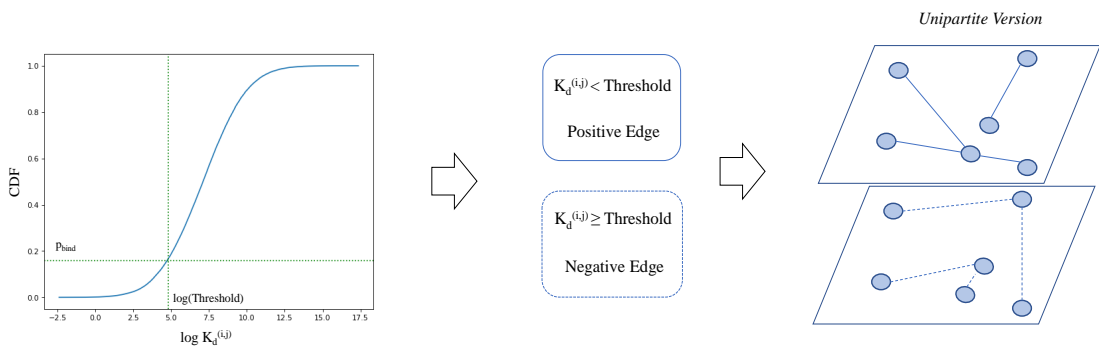 Unipartite Version
1.0
0.8
0.6
0.4
0.2
0.0
CDF
p_bind
log(Threshold)
-2.5 0.0 2.5 5.0 7.5 10.0 12.5 15.0 17.5
log K_d^(i,j)
K_d^(i,j) < Threshold
Positive Edge
K_d^(i,j) ≥ Threshold
Negative Edge